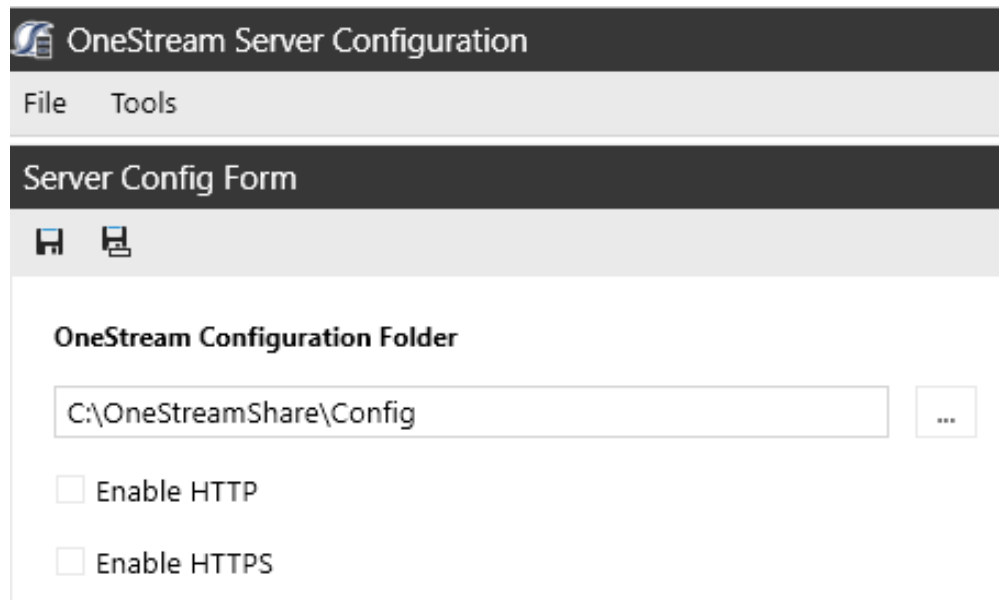 OneStream Server Configuration
File Tools
Server Config Form
OneStream Configuration Folder
C:\OneStreamShare\Config ...
Enable HTTP
Enable HTTPS